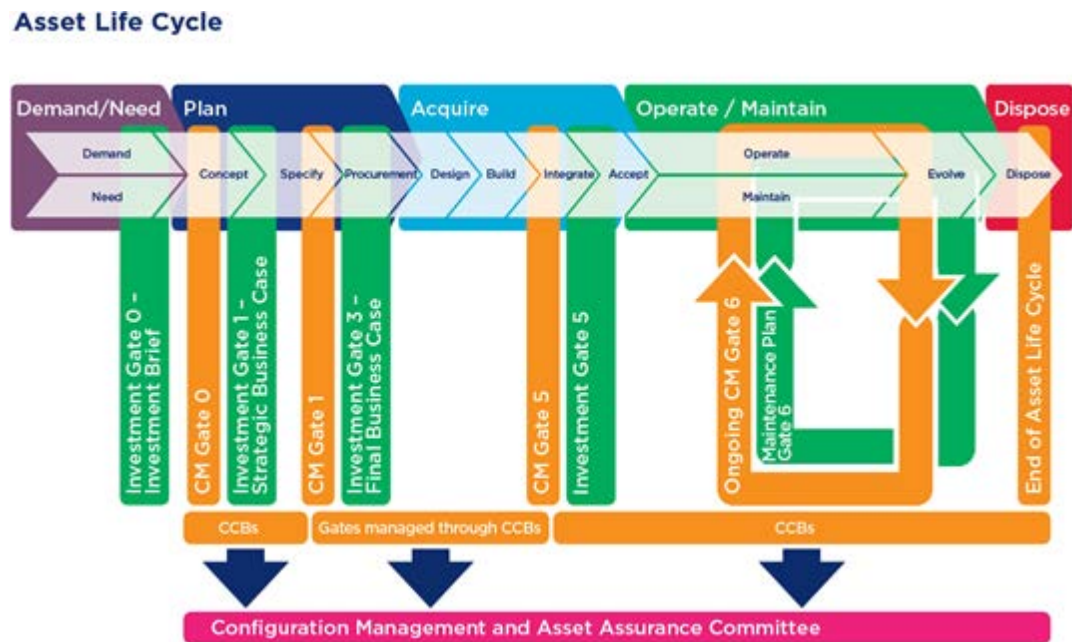 Asset Life Cycle
Demand/Need
Plan
Acquire
Operate / Maintain
Dispose
Demand
Need
Concept
Specify
Procurement
Design
Build
Integrate
Accept
Operate
Maintain
Evolve
Dispose
Investment Gate 0 –
Investment Brief
CM Gate 0
Investment Gate 1 –
Strategic Business Case
CM Gate 1
Investment Gate 3 –
Final Business Case
CM Gate 5
Investment Gate 5
Ongoing CM Gate 6
Maintenance Plan
Gate 6
End of Asset Life Cycle
CCBs
Gates managed through CCBs
CCBs
Configuration Management and Asset Assurance Committee